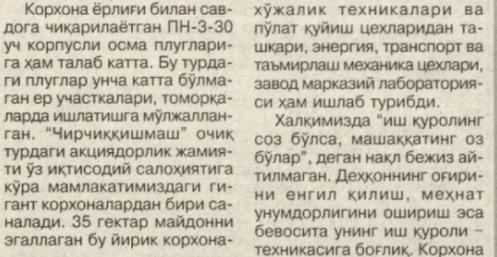 Корхона ёрлиғи билан сав-
дога чиқарилаётган ПН-3-30
уч корпусли осма плуглари-
га ҳам талаб катта. Бу турда-
ги плуглар унча катта бўлма-
ган ер участкалари, томорқа-
ларда ишлатишга мўлжаллан-
ган. “Чирчиққишмаш” очиқ
турдаги акциядорлик жамия-
ти ўз иқтисодий салоҳиятига
кўра мамлакатимиздаги ги-
гант корхоналардан бири са-
налади. 35 гектар майдонни
эгаллаган бу йирик корхона-
хўжалик техникалари ва
пўлат қуйиш цехларидан та-
шқари, энергия, транспорт ва
таъмирлаш механика цехлари,
завод марказий лаборатория-
си ҳам ишлаб турибди.
Халқимизда “иш қуролинг
соз бўлса, машаққатинг оз
бўлар”, деган нақл бежиз ай-
тилмаган. Деҳқоннинг оғири-
ни енгил қилиш, меҳнат
унумдорлигини ошириш эса
бевосита унинг иш қуроли –
техникасига боғлиқ. Корхона